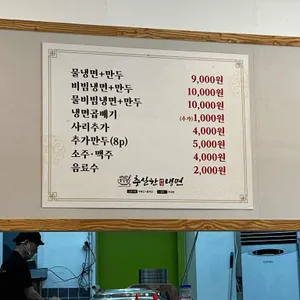 물냉면+만두 9,000원
비빔냉면+만두 10,000원
물비빔냉면+만두 10,000원
냉면곱빼기 (추가)1,000원
사리추가 4,000원
추가만두(8p) 5,000원
소주·맥주 4,000원
음료수 2,000원
냉면